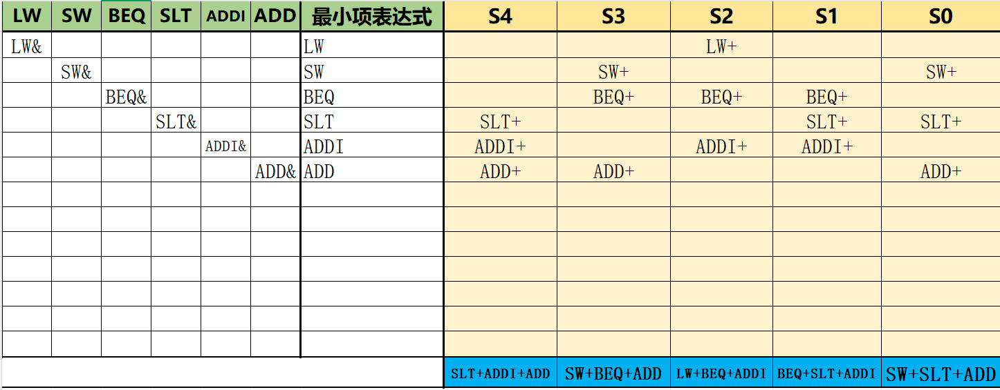 LW SW BEQ SLT ADDI ADD 最小项表达式 S4 S3 S2 S1 S0
LW& LW LW+
SW& SW SW+ SW+
BEQ& BEQ BEQ+ BEQ+ BEQ+
SLT& SLT SLT+ SLT+ SLT+
ADDI& ADDI ADDI+ ADDI+ ADDI+
ADD& ADD ADD+ ADD+ ADD+
SLT+ADDI+ADD SW+BEQ+ADD LW+BEQ+ADDI BEQ+SLT+ADDI SW+SLT+ADD